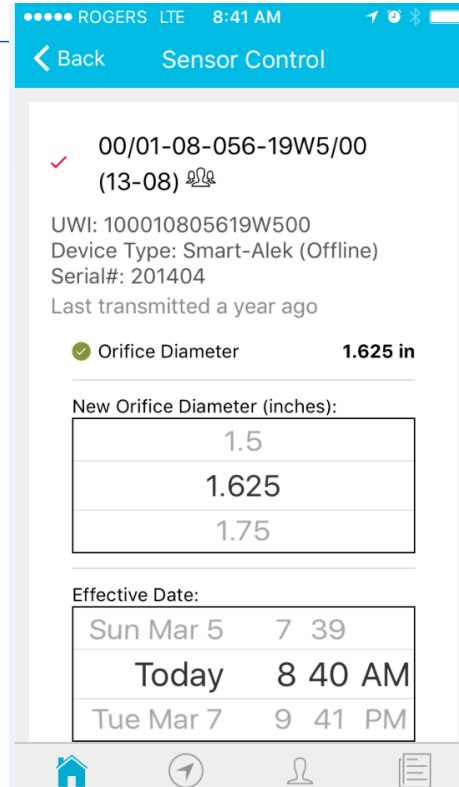 ROGERS LTE 8:41 AM
Back Sensor Control
00/01-08-056-19W5/00
(13-08)
UWI: 100010805619W500
Device Type: Smart-Alek (Offline)
Serial#: 201404
Last transmitted a year ago
Orifice Diameter 1.625 in
New Orifice Diameter (inches):
1.5
1.625
1.75
Effective Date:
Sun Mar 5 7 39
Today 8 40 AM
Tue Mar 7 9 41 PM